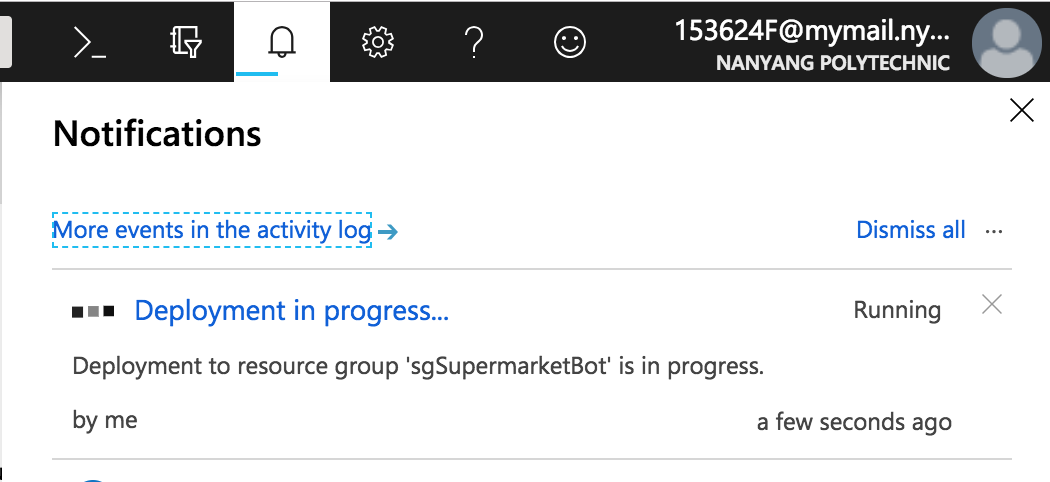 153624F@mymail.ny...
NANYANG POLYTECHNIC
Notifications
More events in the activity log →
Dismiss all ...
Deployment in progress...
Running
Deployment to resource group 'sgSupermarketBot' is in progress.
by me
a few seconds ago